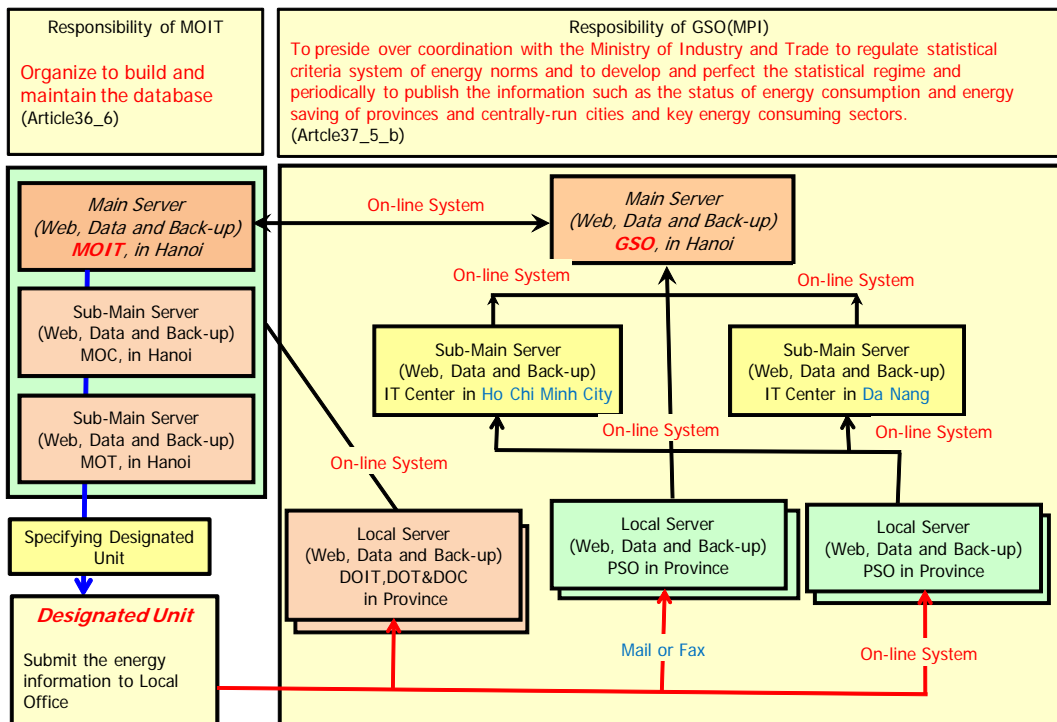 Responsibility of MOIT
Organize to build and
maintain the database
(Article36_6)
Resposibility of GSO(MPI)
To preside over coordination with the Ministry of Industry and Trade to regulate statistical
criteria system of energy norms and to develop and perfect the statistical regime and
periodically to publish the information such as the status of energy consumption and energy
saving of provinces and centrally-run cities and key energy consuming sectors.
(Artcle37_5_b)
Main Server
(Web, Data and Back-up)
MOIT, in Hanoi
On-line System
Main Server
(Web, Data and Back-up)
GSO, in Hanoi
On-line System
On-line System
Sub-Main Server
(Web, Data and Back-up)
MOC, in Hanoi
Sub-Main Server
(Web, Data and Back-up)
IT Center in Ho Chi Minh City
Sub-Main Server
(Web, Data and Back-up)
IT Center in Da Nang
Sub-Main Server
(Web, Data and Back-up)
MOT, in Hanoi
On-line System
On-line System
On-line System
Specifying Designated
Unit
Local Server
(Web, Data and Back-up)
DOIT,DOT&DOC
in Province
Local Server
(Web, Data and Back-up)
PSO in Province
Local Server
(Web, Data and Back-up)
PSO in Province
Designated Unit
Submit the energy
information to Local
Office
Mail or Fax
On-line System